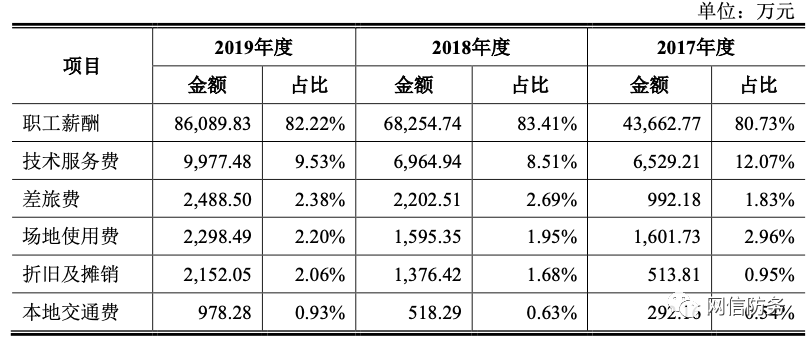 单位：万元
项目 2019年度 2018年度 2017年度
金额 占比 金额 占比 金额 占比
职工薪酬 86,089.83 82.22% 68,254.74 83.41% 43,662.77 80.73%
技术服务费 9,977.48 9.53% 6,964.94 8.51% 6,529.21 12.07%
差旅费 2,488.50 2.38% 2,202.51 2.69% 992.18 1.83%
场地使用费 2,298.49 2.20% 1,595.35 1.95% 1,601.73 2.96%
折旧及摊销 2,152.05 2.06% 1,376.42 1.68% 513.81 0.95%
本地交通费 978.28 0.93% 518.29 0.63%
网信防务